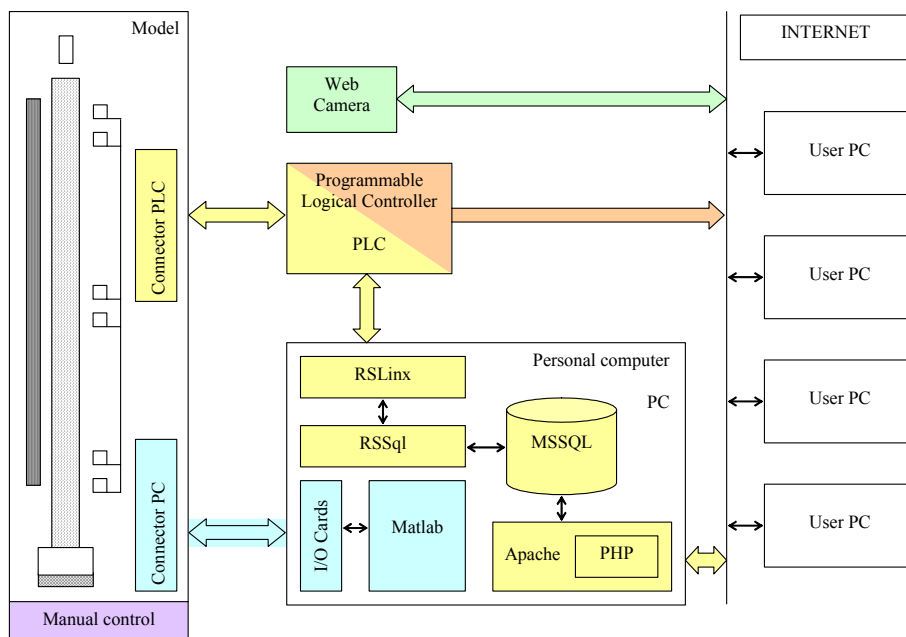 Model
Connector PLC
Connector PC
Manual control
Web
Camera
Programmable
Logical Controller
PLC
Personal computer
PC
RSLinx
RSSql
MSSQL
I/O Cards
Matlab
Apache
PHP
INTERNET
User PC
User PC
User PC
User PC